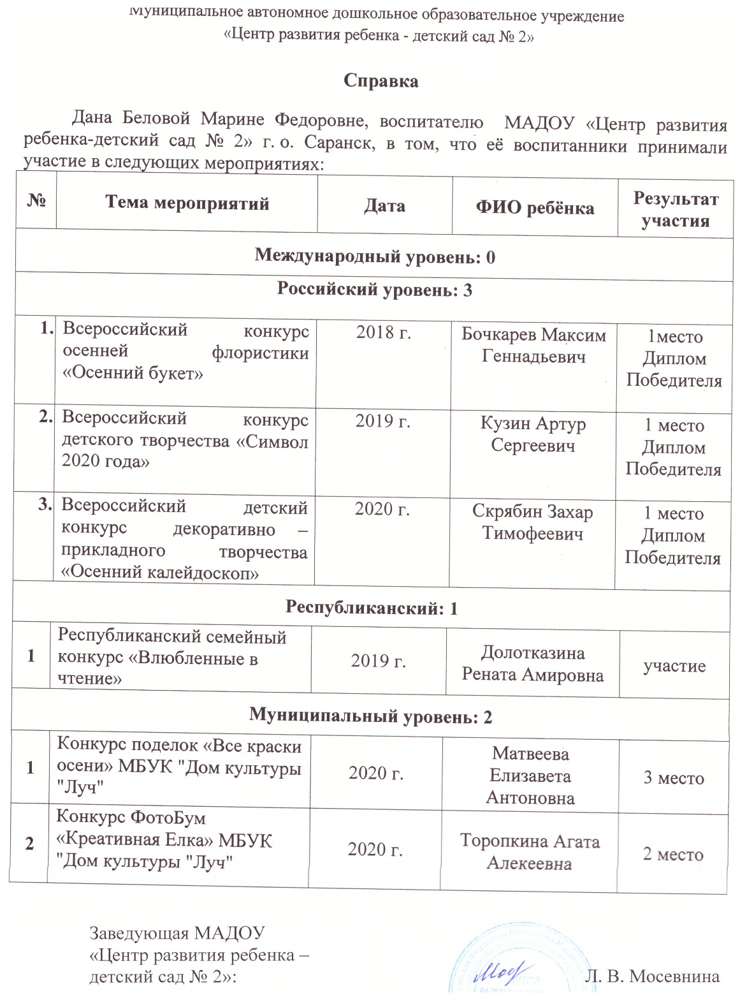 Муниципальное автономное дошкольное образовательное учреждение
«Центр развития ребенка - детский сад № 2»
Справка
Дана Беловой Марине Федоровне, воспитателю МАДОУ «Центр развития
ребенка-детский сад № 2» г. о. Саранск, в том, что её воспитанники принимали
участие в следующих мероприятиях:
№
Тема мероприятий
Дата
ФИО ребёнка
Результат
участия
Международный уровень: 0
Российский уровень: 3
1.
Всероссийский конкурс
осенней флористики
«Осенний букет»
2018 г.
Бочкарев Максим
Геннадьевич
1место
Диплом
Победителя
2.
Всероссийский конкурс
детского творчества «Символ
2020 года»
2019 г.
Кузин Артур
Сергеевич
1 место
Диплом
Победителя
3.
Всероссийский детский
конкурс декоративно –
прикладного творчества
«Осенний калейдоскоп»
2020 г.
Скрябин Захар
Тимофеевич
1 место
Диплом
Победителя
Республиканский: 1
1
Республиканский семейный
конкурс «Влюбленные в
чтение»
2019 г.
Долотказина
Рената Амировна
участие
Муниципальный уровень: 2
1
Конкурс поделок «Все краски
осени» МБУК "Дом культуры
"Луч"
2020 г.
Матвеева
Елизавета
Антоновна
3 место
2
Конкурс ФотоБум
«Креативная Елка» МБУК
"Дом культуры "Луч"
2020 г.
Торопкина Агата
Алекеевна
2 место
Заведующая МАДОУ
«Центр развития ребенка –
детский сад № 2»:
Л. В. Мосевнина